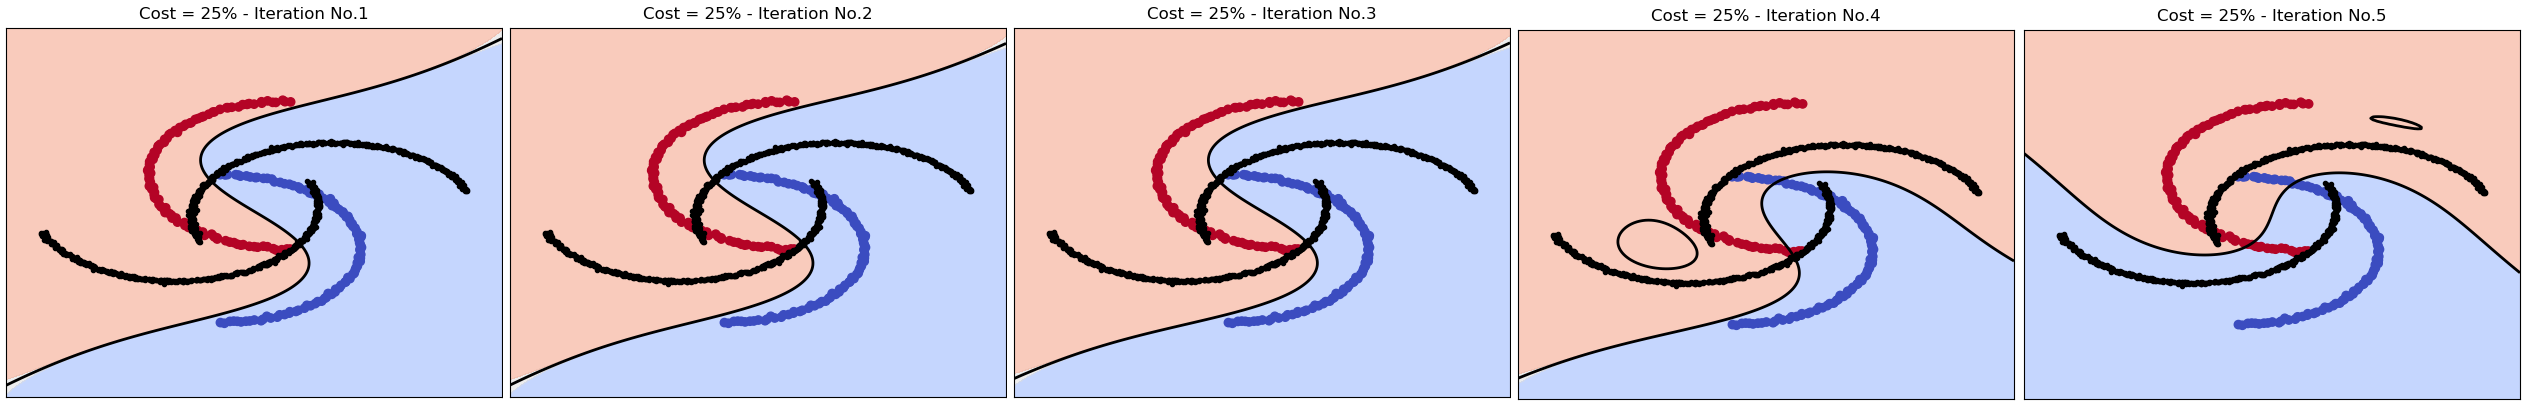 Cost = 25% - Iteration No.1
Cost = 25% - Iteration No.2
Cost = 25% - Iteration No.3
Cost = 25% - Iteration No.4
Cost = 25% - Iteration No.5